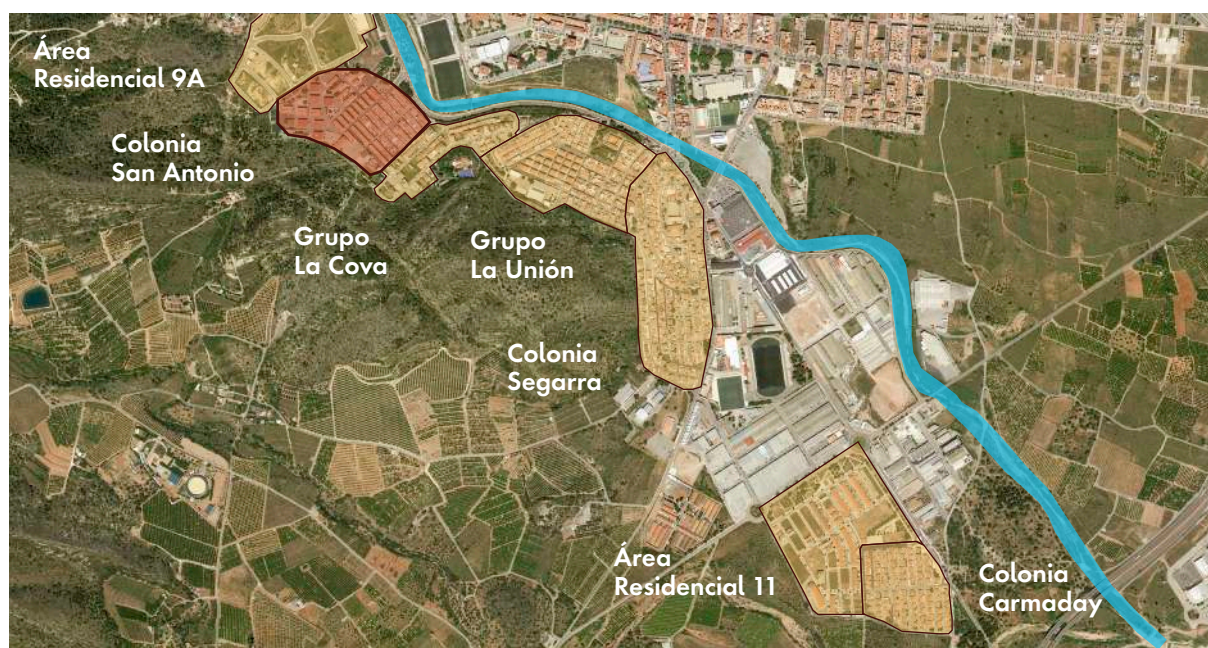 Área
Residencial 9A
Colonia
San Antonio
Grupo
La Cova
Grupo
La Unión
Colonia
Segarra
Área
Residencial 11
Colonia
Carmaday